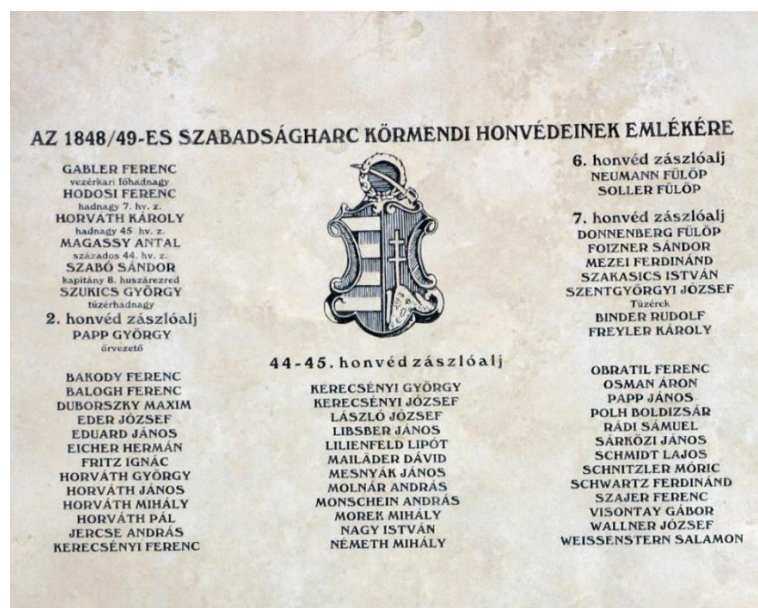 AZ 1848/49-ES SZABADSÁGHARC KÖRMENDI HONVÉDEINEK EMLÉKÉRE
GABLER FERENC
vezérkari főhadnagy
HODOSI FERENC
hadnagy 7. hv. z.
HORVÁTH KÁROLY
hadnagy 45 hv. z.
MAGASSY ANTAL
százados 44. hv. z.
SZABÓ SÁNDOR
kapitány 8. huszárezred
SZUKICS GYÖRGY
tüzérhadnagy
2. honvéd zászlóalj
PAPP GYÖRGY
őrvezető
6. honvéd zászlóalj
NEUMANN FÜLÖP
SOLLER FÜLÖP
7. honvéd zászlóalj
DONNENBERG FÜLÖP
FOIZNER SÁNDOR
MEZEI FERDINÁND
SZAKASICS ISTVÁN
SZENTGYÖRGYI JÓZSEF
Tüzérek
BINDER RUDOLF
FREYLER KÁROLY
44-45. honvéd zászlóalj
BAKODY FERENC
BALOGH FERENC
DUBORSZKY MAXIM
EDER JÓZSEF
EDUARD JÁNOS
EICHER HERMÁN
FRITZ IGNÁC
HORVÁTH GYÖRGY
HORVÁTH JÁNOS
HORVÁTH MIHÁLY
HORVÁTH PÁL
JERCSE ANDRÁS
KERECSÉNYI FERENC
KERECSÉNYI GYÖRGY
KERECSÉNYI JÓZSEF
LÁSZLÓ JÓZSEF
LIBSBER JÁNOS
LILIENFELD LIPÓT
MAILÄDER DÁVID
MESNYÁK JÁNOS
MOLNÁR ANDRÁS
MONSCHEIN ANDRÁS
MOREK MIHÁLY
NAGY ISTVÁN
NÉMETH MIHÁLY
OBRATIL FERENC
OSMAN ÁRON
PAPP JÁNOS
POLH BOLDIZSÁR
RÁDI SÁMUEL
SÁRKÖZI JÁNOS
SCHMIDT LAJOS
SCHNITZLER MÓRIC
SCHWARTZ FERDINÁND
SZAJER FERENC
VISONTAY GÁBOR
WALLNER JÓZSEF
WEISSENSTERN SALAMON